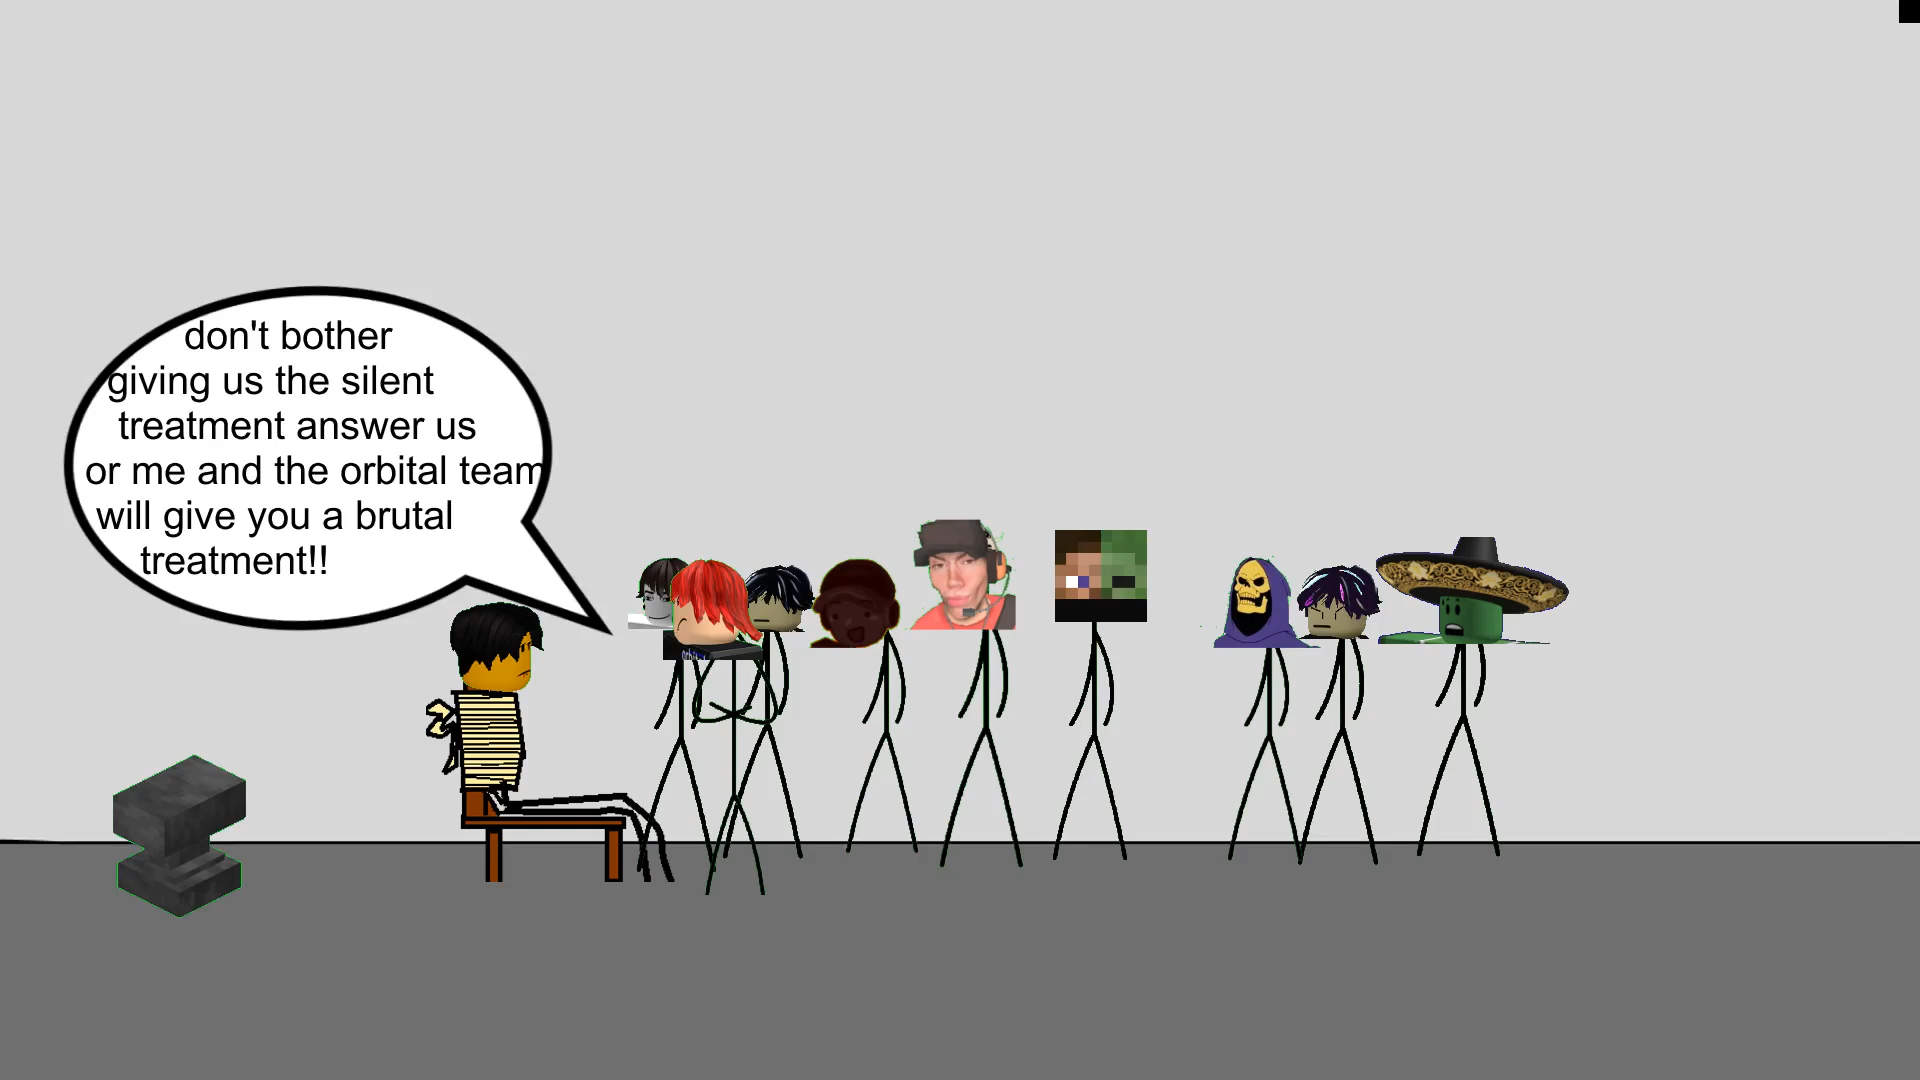 don't bother
giving us the silent
treatment answer us
or me and the orbital team
will give you a brutal
treatment!!